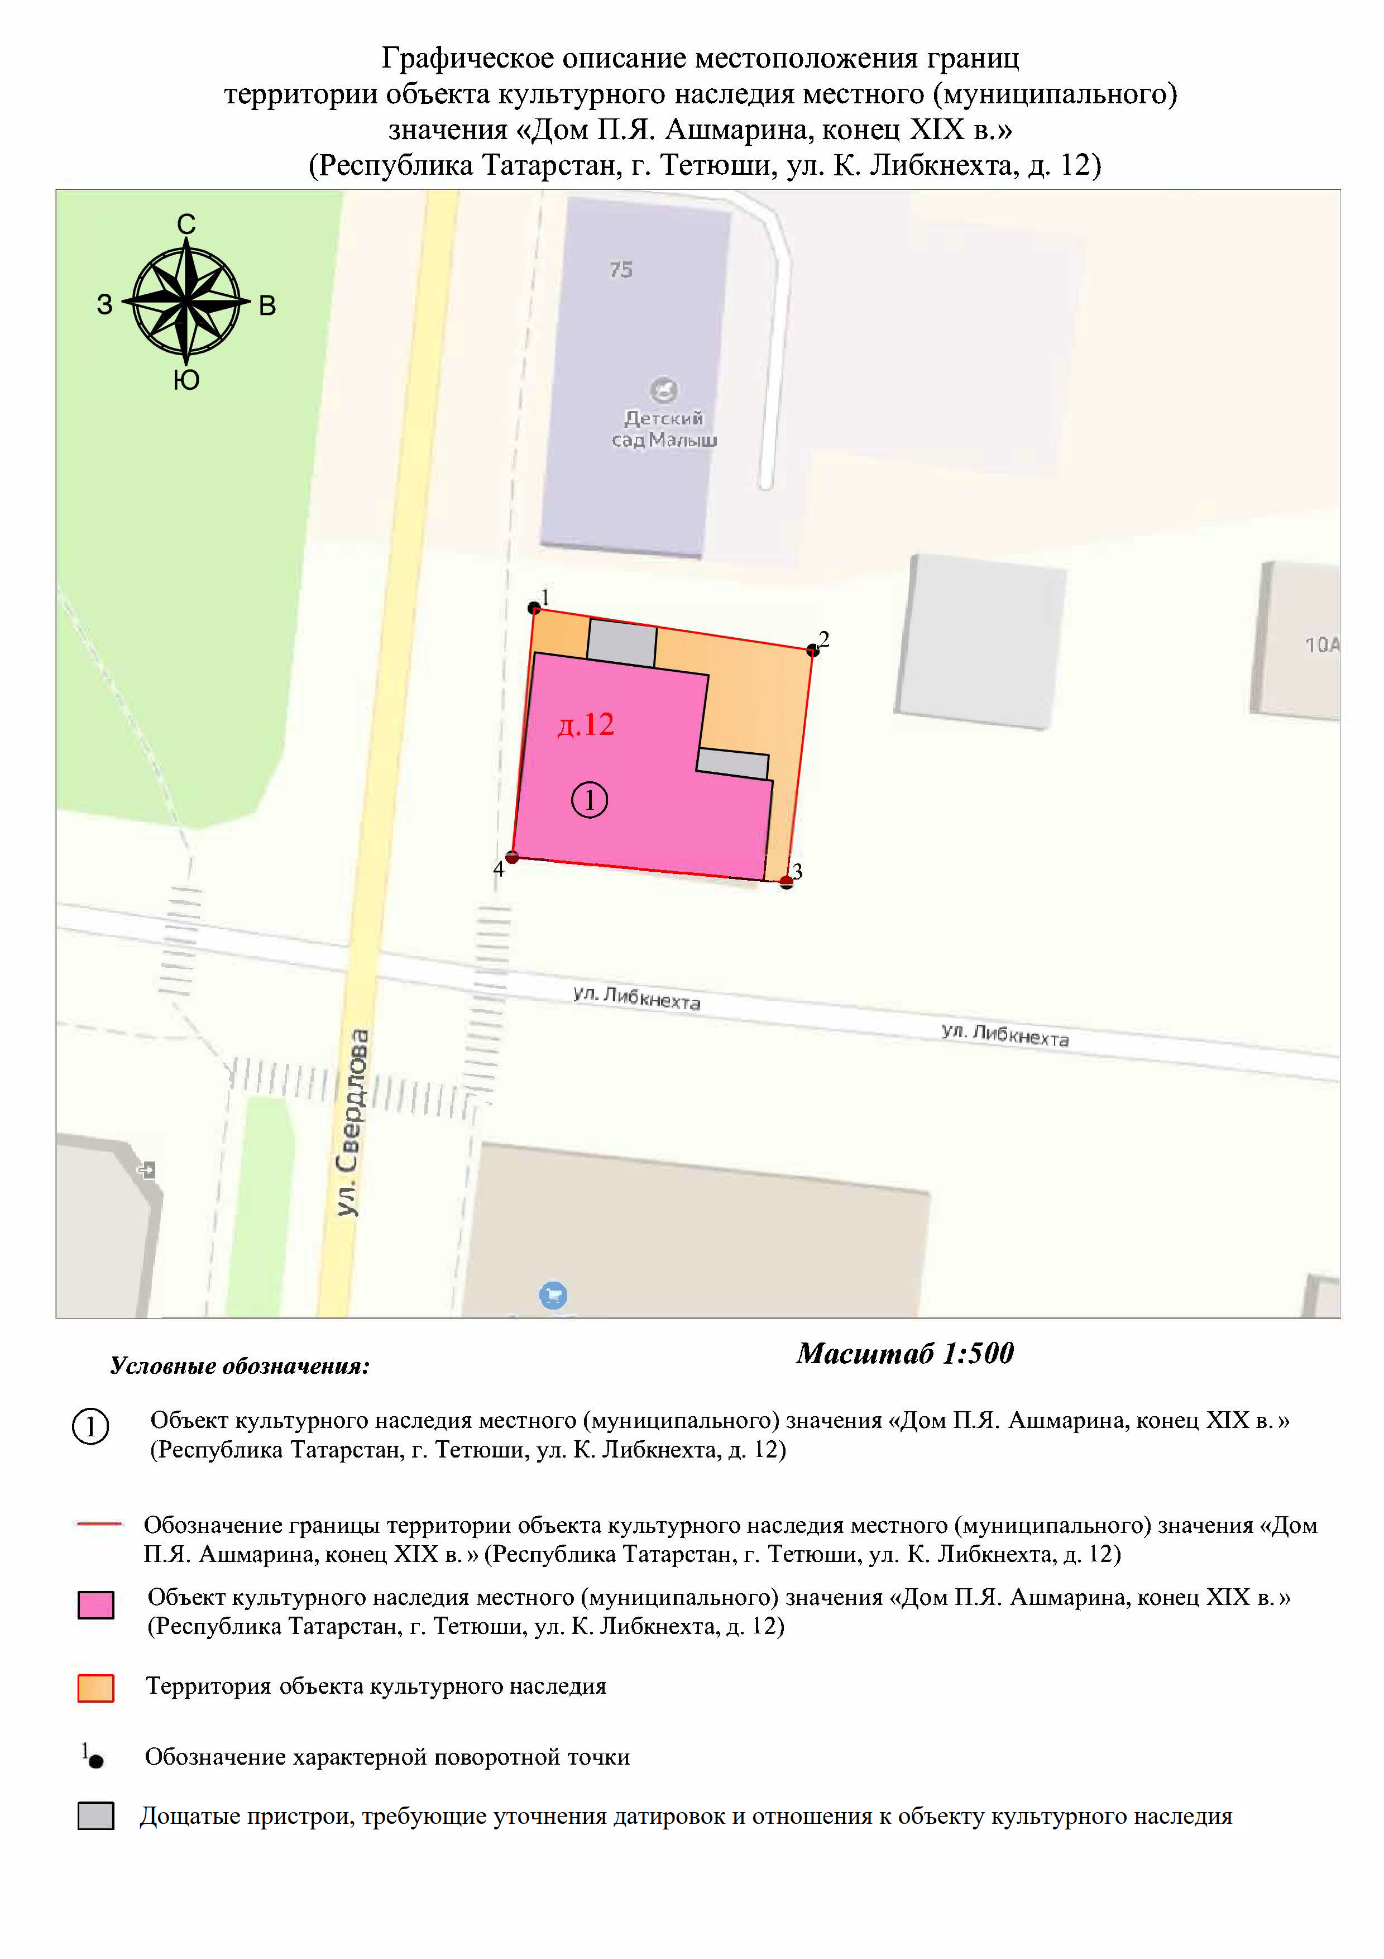 Графическое описание местоположения границ
территории объекта культурного наследия местного (муниципального)
значения «Дом П.Я. Ашмарина, конец XIX в.»
(Республика Татарстан, г. Тетюши, ул. К. Либкнехта, д. 12)
С
З
В
Ю
75
Детский
сад Малыш
1
2
10А
д.12
1
4
3
ул. Либкнехта
ул. Либкнехта
ул. Свердлова
Масштаб 1:500
Условные обозначения:
1
Объект культурного наследия местного (муниципального) значения «Дом П.Я. Ашмарина, конец XIX в.»
(Республика Татарстан, г. Тетюши, ул. К. Либкнехта, д. 12)
Обозначение границы территории объекта культурного наследия местного (муниципального) значения «Дом
П.Я. Ашмарина, конец XIX в.» (Республика Татарстан, г. Тетюши, ул. К. Либкнехта, д. 12)
Объект культурного наследия местного (муниципального) значения «Дом П.Я. Ашмарина, конец XIX в.»
(Республика Татарстан, г. Тетюши, ул. К. Либкнехта, д. 12)
Территория объекта культурного наследия
1
Обозначение характерной поворотной точки
Дощатые пристрои, требующие уточнения датировок и отношения к объекту культурного наследия